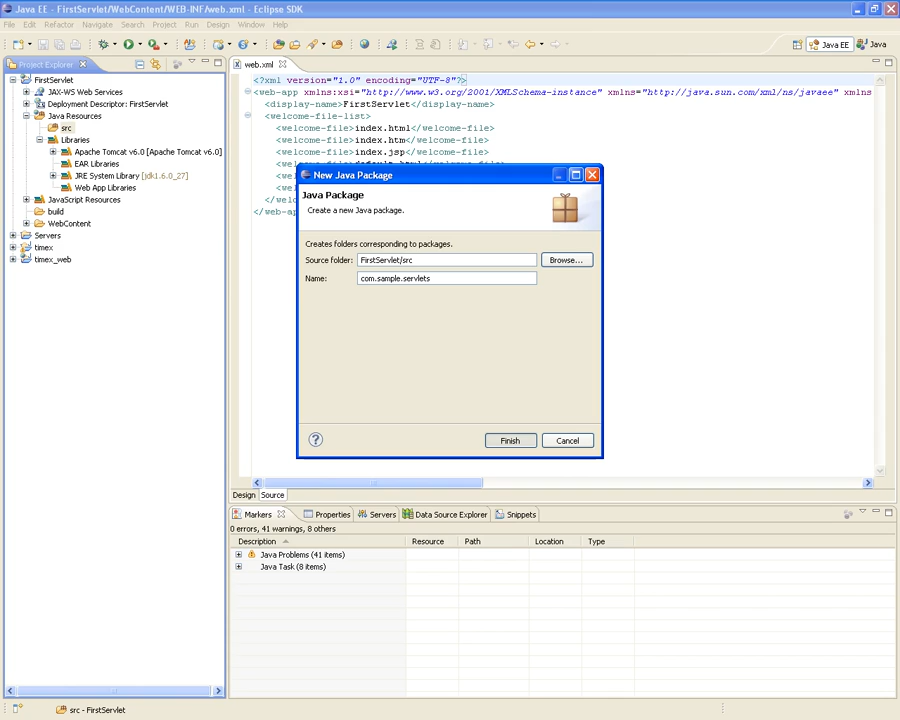 Java EE - FirstServlet/WebContent/WEB-INF/web.xml - Eclipse SDK
File Edit Refactor Navigate Search Project Run Design Window Help
Java EE
Java
Project Explorer
web.xml
FirstServlet
JAX-WS Web Services
Deployment Descriptor: FirstServlet
Java Resources
src
Libraries
Apache Tomcat v6.0 [Apache Tomcat v6.0]
EAR Libraries
JRE System Library [jdk1.6.0_27]
Web App Libraries
JavaScript Resources
build
WebContent
Servers
timex
timex_web
<?xml version="1.0" encoding="UTF-8"?>
<web-app xmlns:xsi="http://www.w3.org/2001/XMLSchema-instance" xmlns="http://java.sun.com/xml/ns/javaee" xmlns
<display-name>FirstServlet</display-name>
<welcome-file-list>
<welcome-file>index.html</welcome-file>
<welcome-file>index.htm</welcome-file>
<welcome-file>index.jsp</welcome-file>
New Java Package
Java Package
Create a new Java package.
Creates folders corresponding to packages.
Source folder: FirstServlet/src Browse...
Name: com.sample.servlets
? Finish Cancel
Design Source
Markers Properties Servers Data Source Explorer Snippets
0 errors, 41 warnings, 8 others
Description Resource Path Location Type
Java Problems (41 items)
Java Task (8 items)
src - FirstServlet